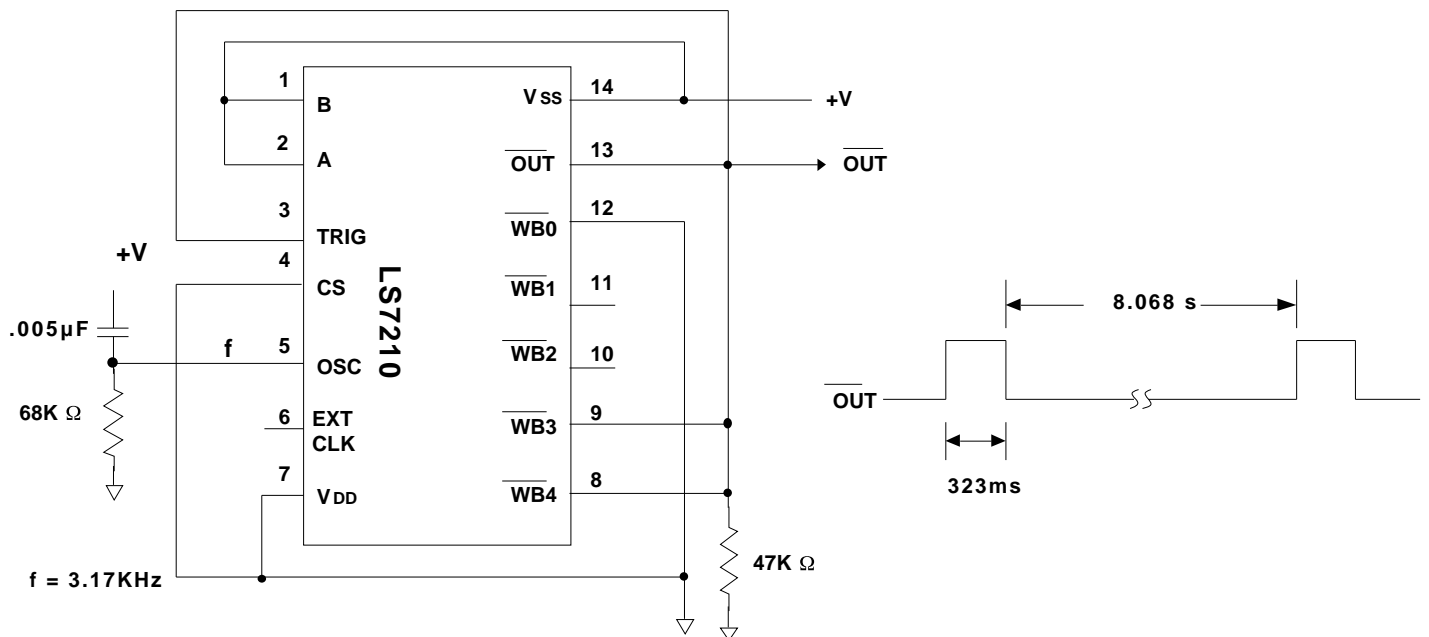 1
B
2
A
3
TRIG
4
CS
5
OSC
6
EXT
CLK
7
VDD
LS7210
VSS
14
+V
OUT
13
OUT
12
WB0
11
WB1
10
WB2
9
WB3
8
WB4
+V
.005µF
f
68K Ω
f = 3.17KHz
47K Ω
8.068 s
OUT
323ms